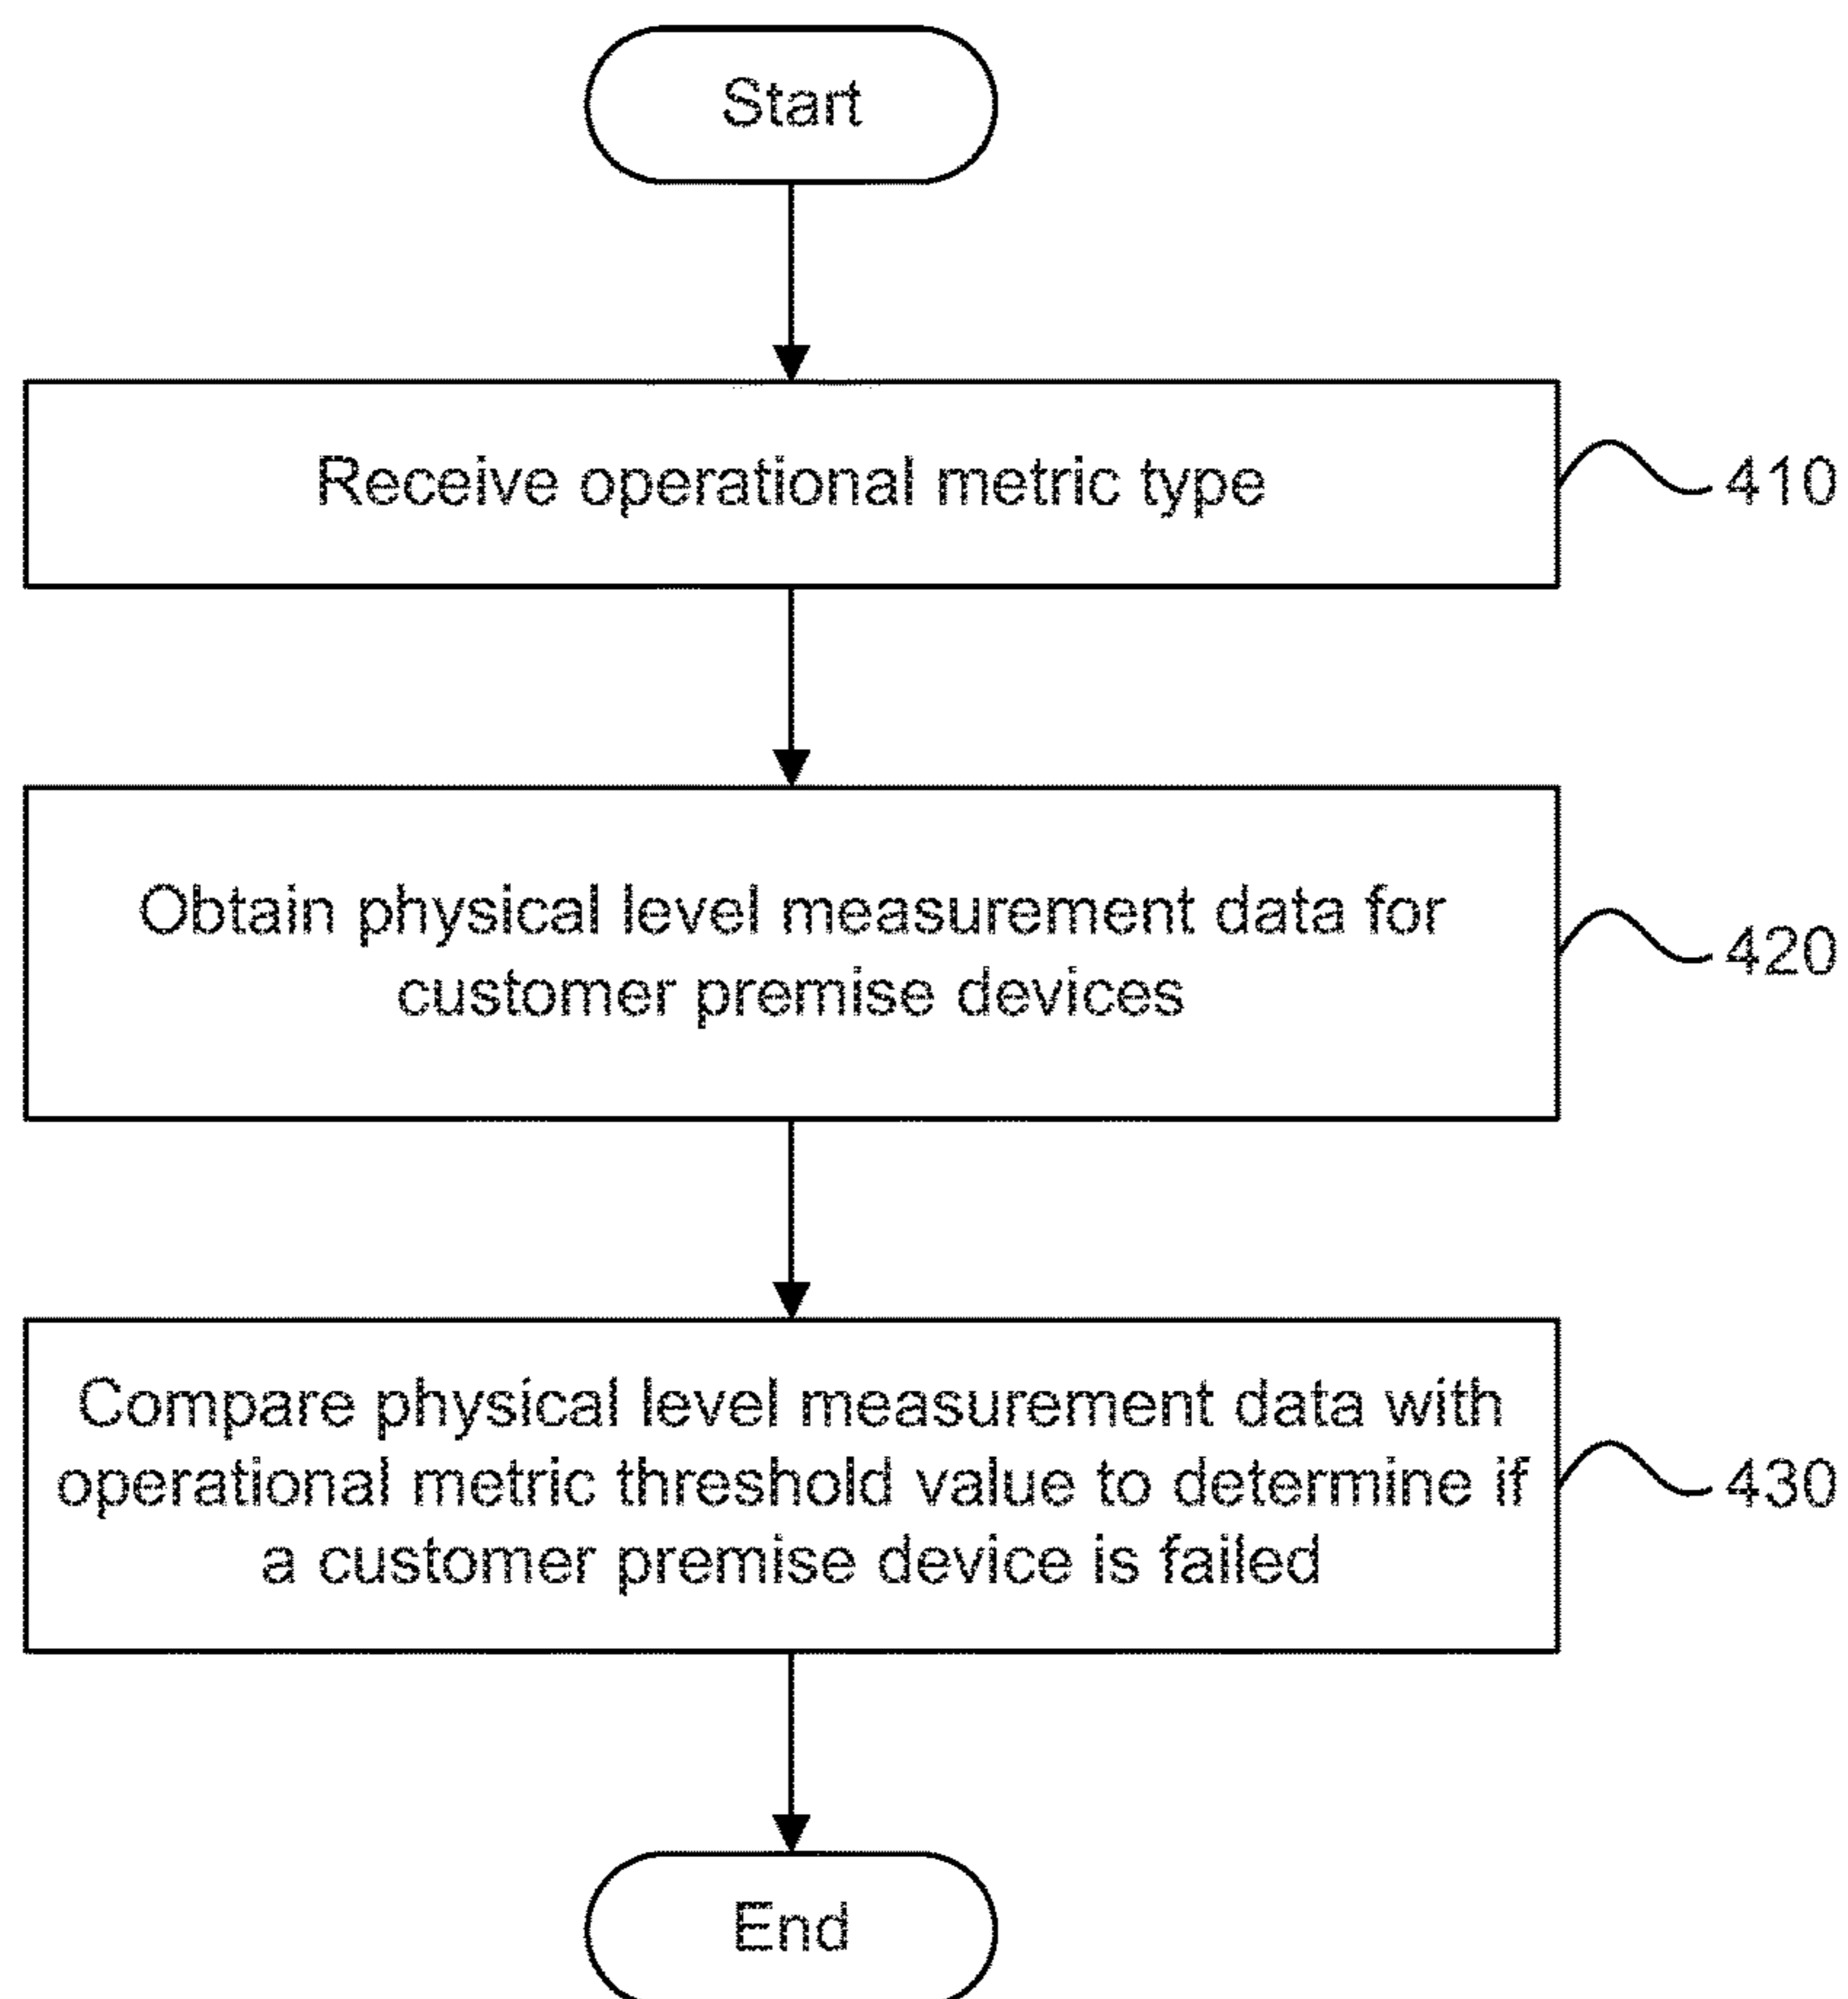 Start
Receive operational metric type
410
Obtain physical level measurement data for
customer premise devices
420
Compare physical level measurement data with
operational metric threshold value to determine if
a customer premise device is failed
430
End